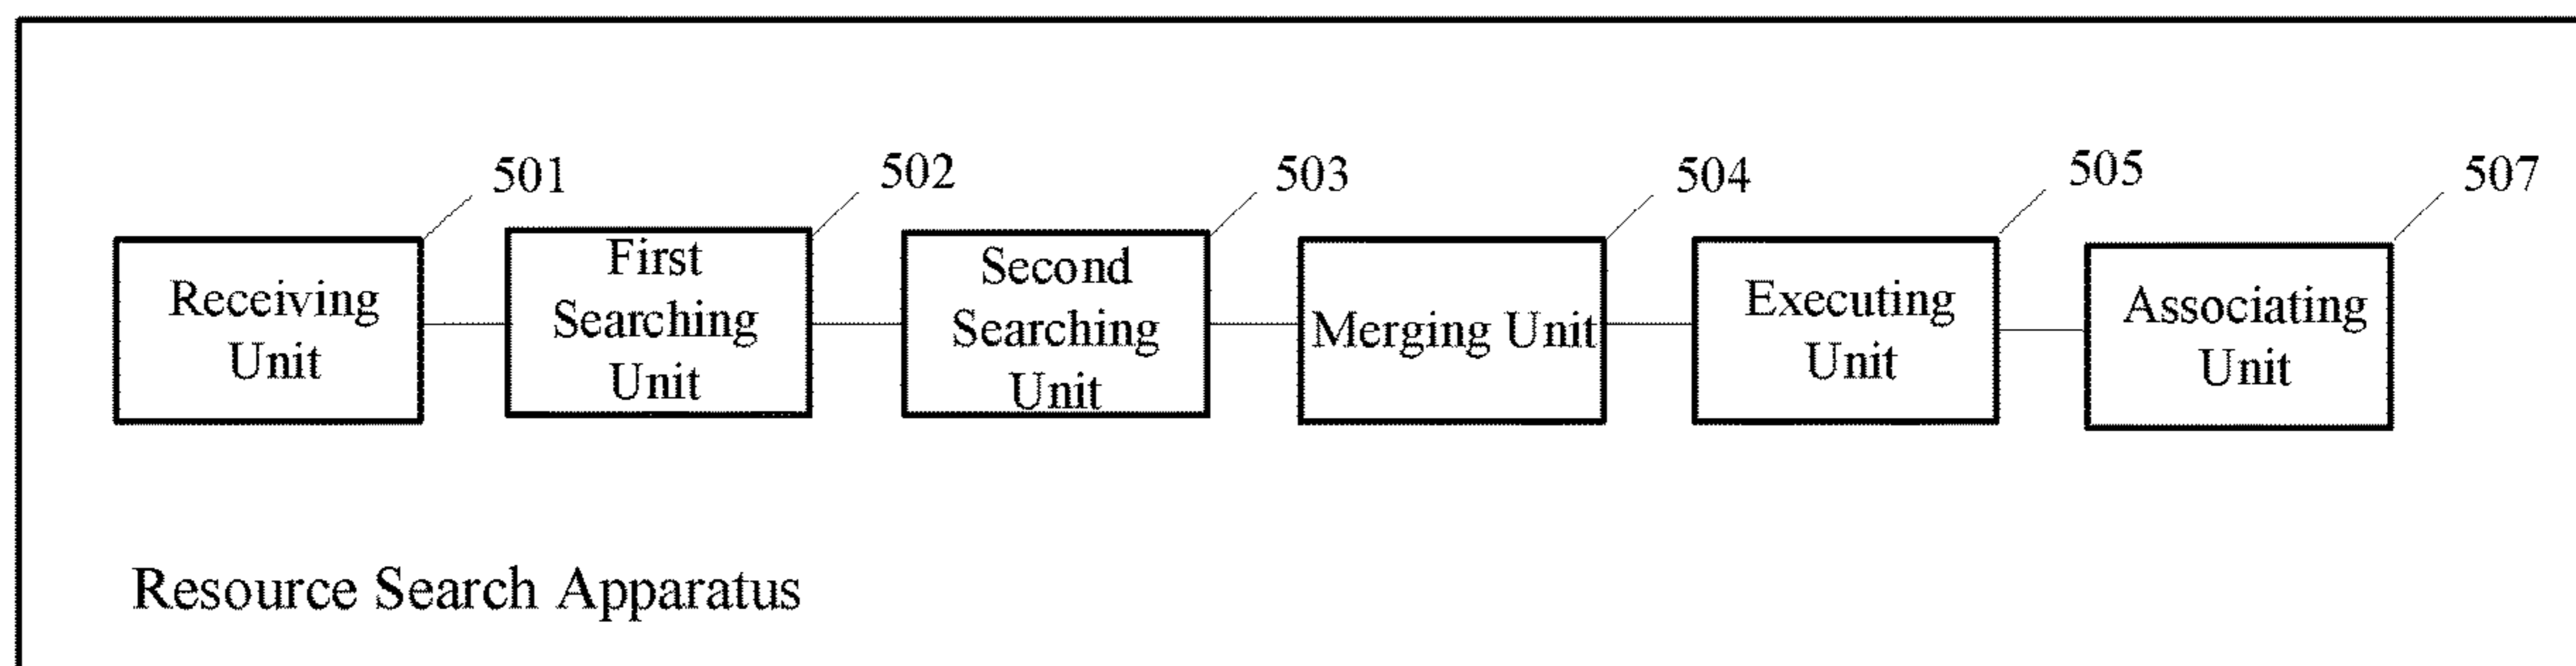 501
502
503
504
505
507
Receiving
Unit
First
Searching
Unit
Second
Searching
Unit
Merging Unit
Executing
Unit
Associating
Unit
Resource Search Apparatus